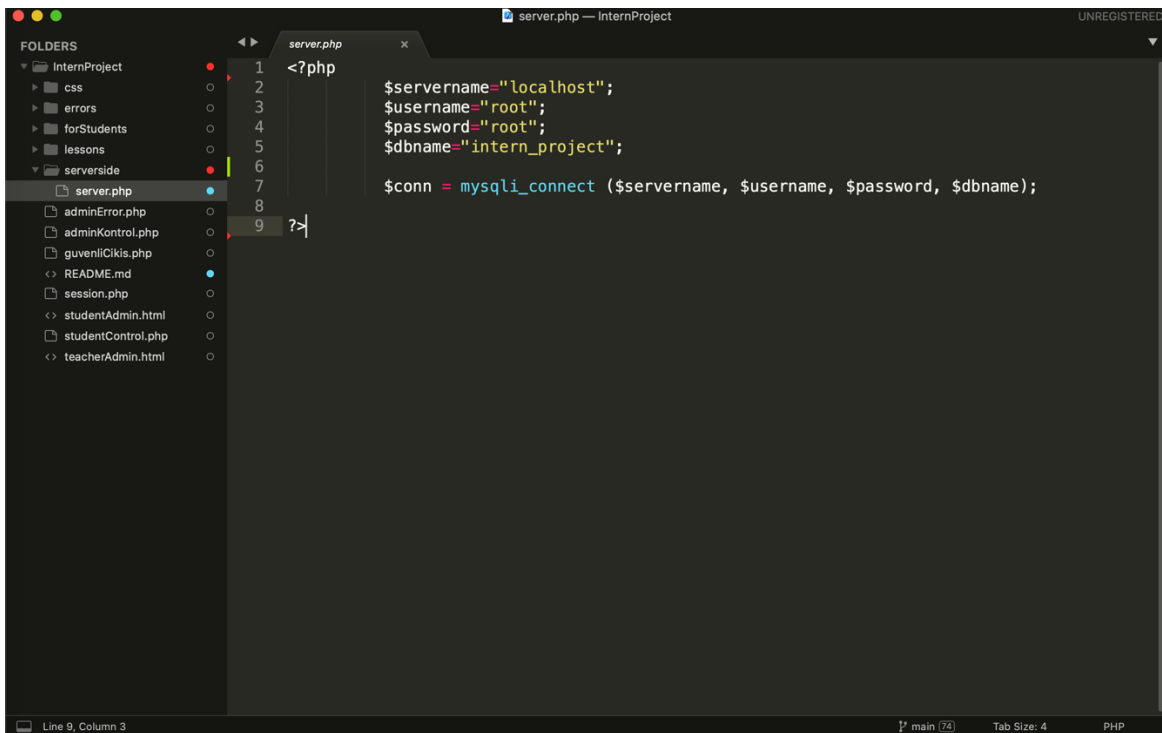 server.php — InternProject
UNREGISTERED
FOLDERS
InternProject
css
errors
forStudents
lessons
serverside
server.php
adminError.php
adminKontrol.php
guvenliCikis.php
<> README.md
session.php
<> studentAdmin.html
studentControl.php
<> teacherAdmin.html
server.php ×
1 <?php
2 $servername="localhost";
3 $username="root";
4 $password="root";
5 $dbname="intern_project";
6
7 $conn = mysqli_connect ($servername, $username, $password, $dbname);
8
9 ?>
Line 9, Column 3
main 74
Tab Size: 4
PHP